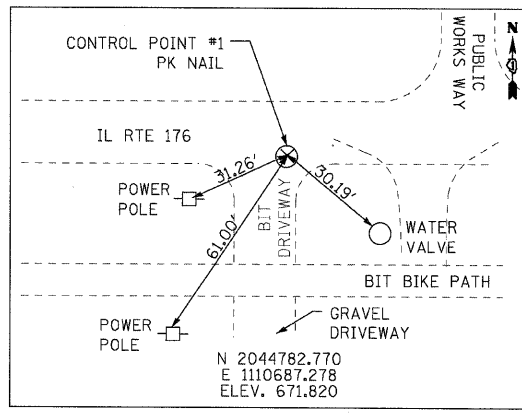 CONTROL POINT #1
PK NAIL
N
PUBLIC
WORKS WAY
IL RTE 176
31.26'
30.19'
POWER
POLE
61.00'
BIT
DRIVEWAY
WATER
VALVE
BIT BIKE PATH
GRAVEL
DRIVEWAY
POWER
POLE
N 2044782.770
E 1110687.278
ELEV. 671.820